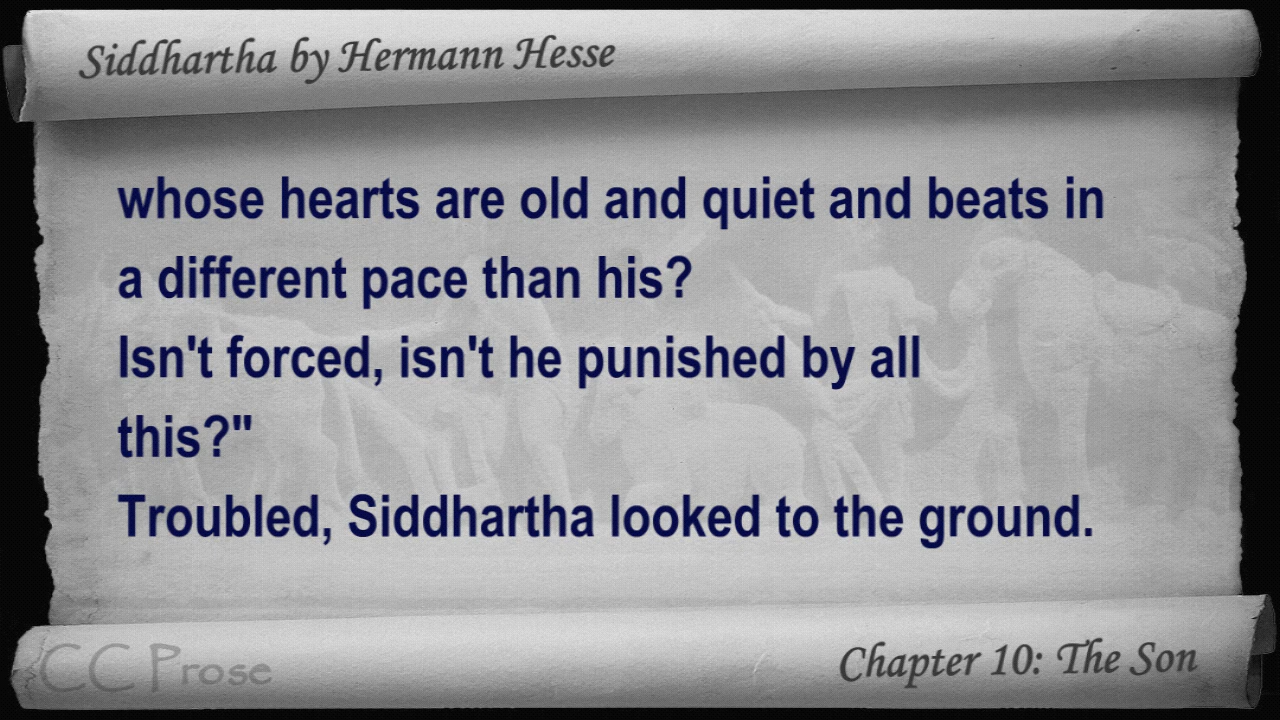 Siddhartha by Hermann Hesse
whose hearts are old and quiet and beats in
a different pace than his?
Isn't forced, isn't he punished by all
this?"
Troubled, Siddhartha looked to the ground.
CC Prose
Chapter 10: The Son